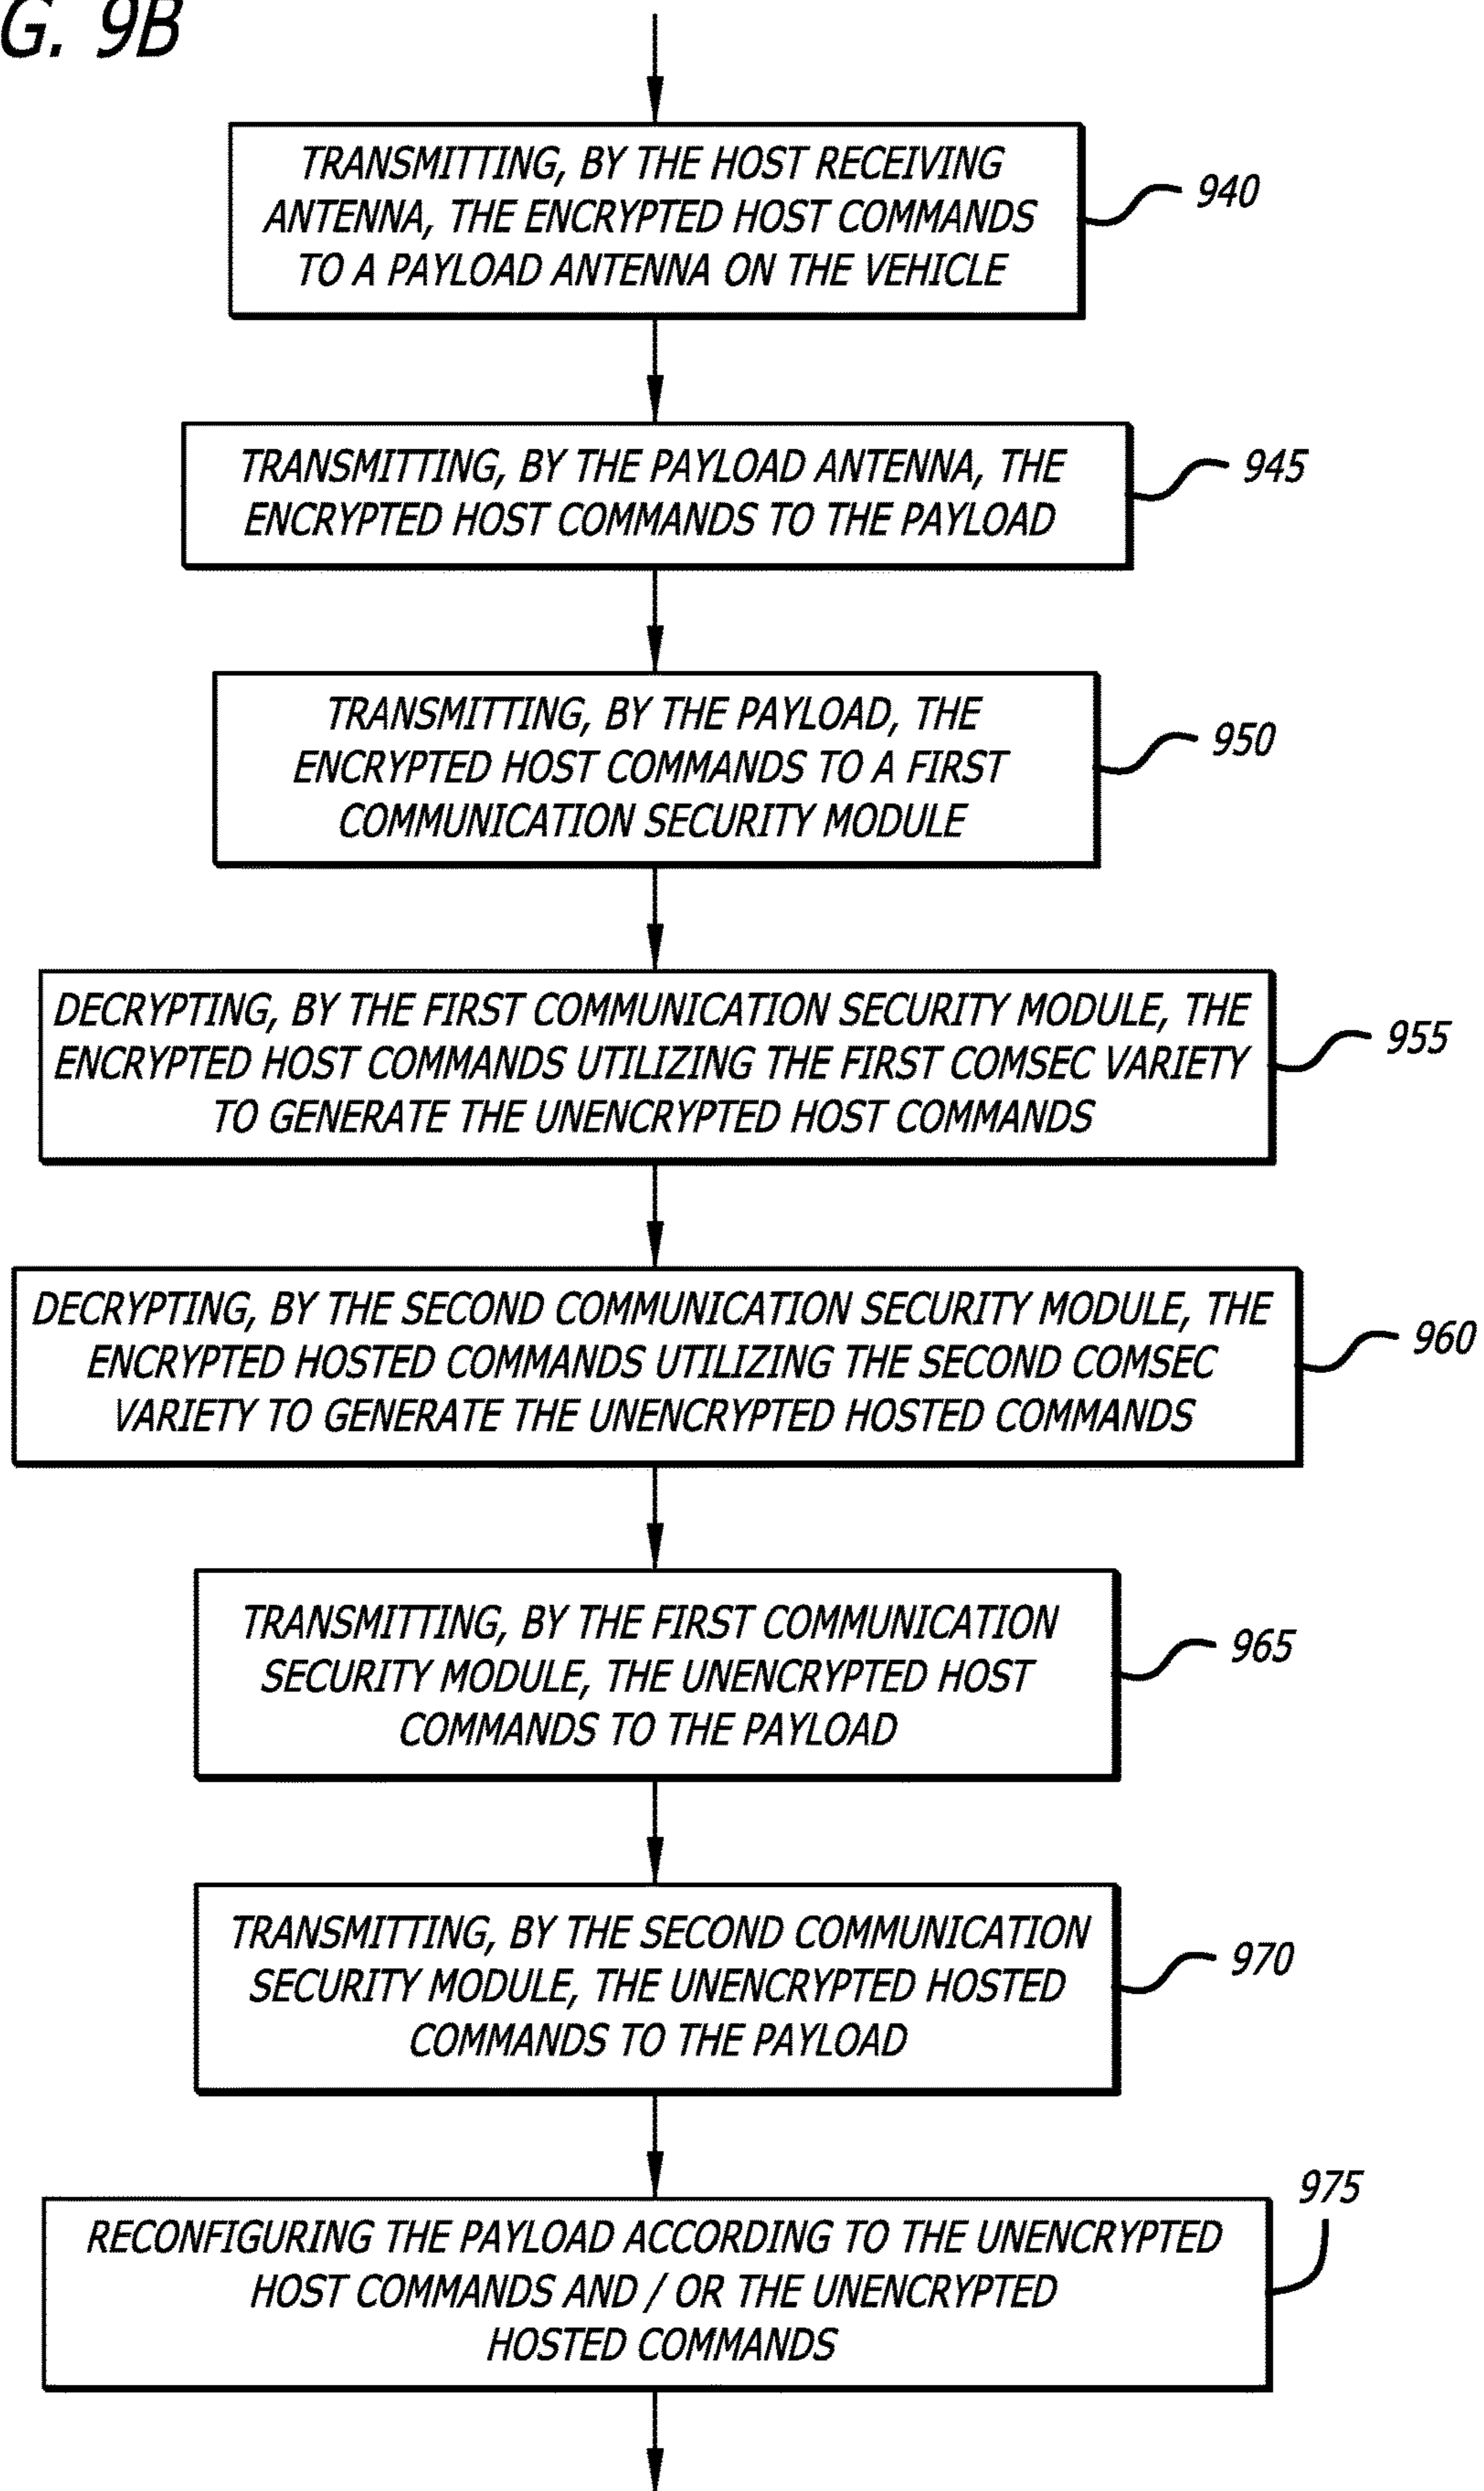 G. 9B
TRANSMITTING, BY THE HOST RECEIVING
ANTENNA, THE ENCRYPTED HOST COMMANDS
TO A PAYLOAD ANTENNA ON THE VEHICLE
940
TRANSMITTING, BY THE PAYLOAD ANTENNA, THE
ENCRYPTED HOST COMMANDS TO THE PAYLOAD
945
TRANSMITTING, BY THE PAYLOAD, THE
ENCRYPTED HOST COMMANDS TO A FIRST
COMMUNICATION SECURITY MODULE
950
DECRYPTING, BY THE FIRST COMMUNICATION SECURITY MODULE, THE
ENCRYPTED HOST COMMANDS UTILIZING THE FIRST COMSEC VARIETY
TO GENERATE THE UNENCRYPTED HOST COMMANDS
955
DECRYPTING, BY THE SECOND COMMUNICATION SECURITY MODULE, THE
ENCRYPTED HOSTED COMMANDS UTILIZING THE SECOND COMSEC
VARIETY TO GENERATE THE UNENCRYPTED HOSTED COMMANDS
960
TRANSMITTING, BY THE FIRST COMMUNICATION
SECURITY MODULE, THE UNENCRYPTED HOST
COMMANDS TO THE PAYLOAD
965
TRANSMITTING, BY THE SECOND COMMUNICATION
SECURITY MODULE, THE UNENCRYPTED HOSTED
COMMANDS TO THE PAYLOAD
970
RECONFIGURING THE PAYLOAD ACCORDING TO THE UNENCRYPTED
HOST COMMANDS AND / OR THE UNENCRYPTED
HOSTED COMMANDS
975